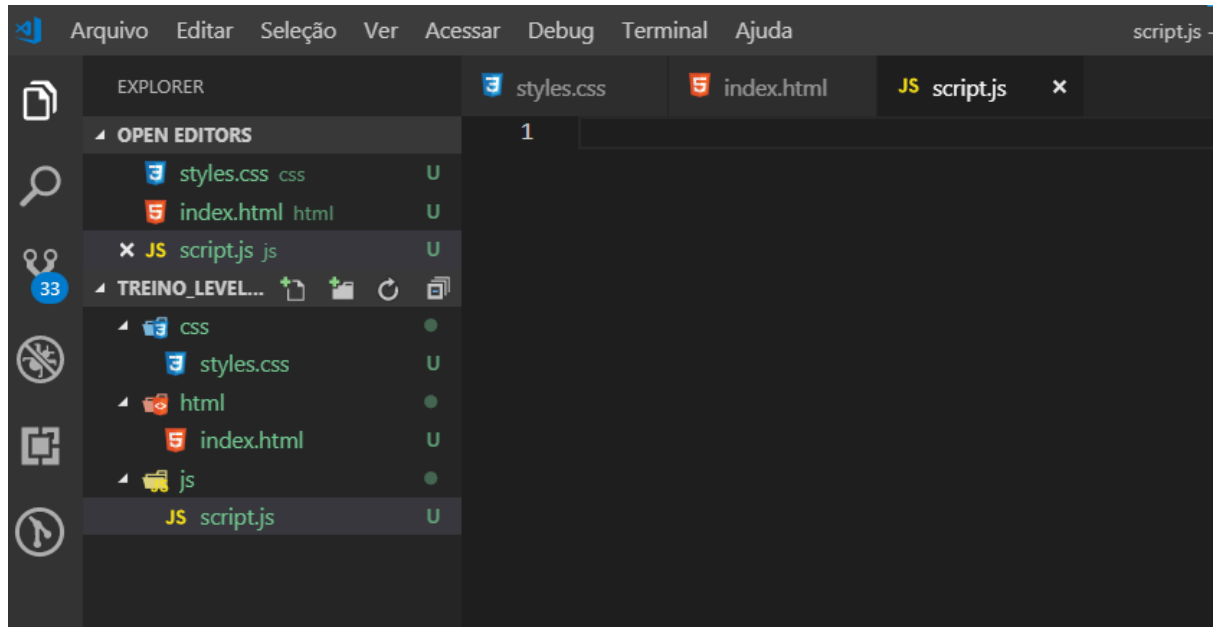 Arquivo Editar Seleção Ver Acessar Debug Terminal Ajuda script.js -
EXPLORER
styles.css index.html JS script.js
OPEN EDITORS
styles.css css U
index.html html U
JS script.js js U
33
TREINO_LEVEL...
css
styles.css U
html
index.html U
js
JS script.js U
1